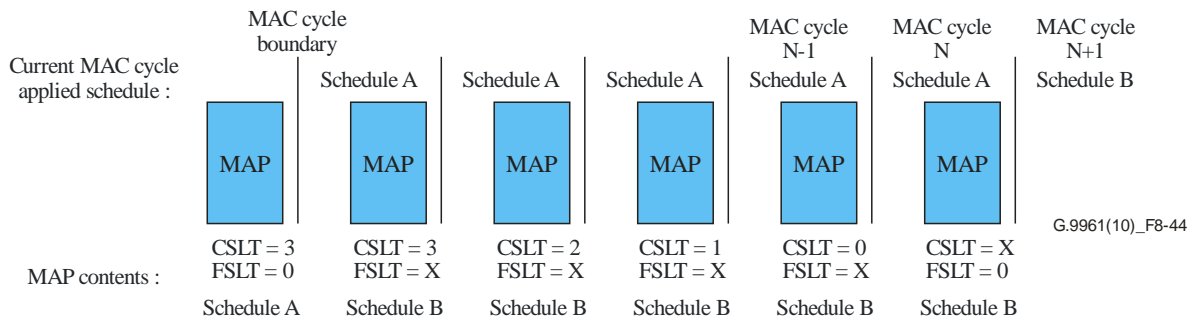 MAC cycle
boundary
MAC cycle
N-1
MAC cycle
N
MAC cycle
N+1
Current MAC cycle
applied schedule :
Schedule A
Schedule A
Schedule A
Schedule A
Schedule A
Schedule B
MAP
MAP
MAP
MAP
MAP
MAP
G.9961(10)_F8-44
MAP contents :
CSLT = 3
FSLT = 0
Schedule A
CSLT = 3
FSLT = X
Schedule B
CSLT = 2
FSLT = X
Schedule B
CSLT = 1
FSLT = X
Schedule B
CSLT = 0
FSLT = X
Schedule B
CSLT = X
FSLT = 0
Schedule B